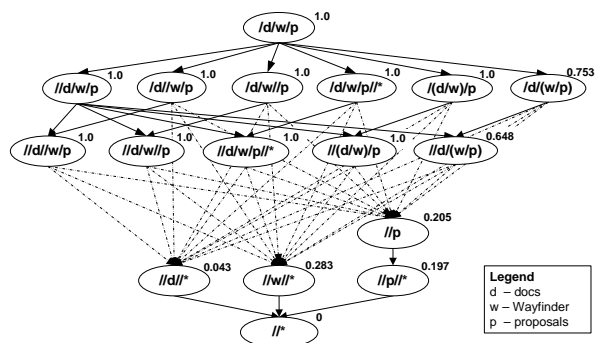 /d/w/p 1.0
//d/w/p 1.0 /d//w/p 1.0 /d/w//p 1.0 /d/w/p//* 1.0 /(d/w)/p 1.0 /d/(w/p) 0.753
//d//w/p 1.0 //d/w//p 1.0 //d/w/p//* 1.0 //(d/w)/p 1.0 //d/(w/p) 0.648
//p 0.205
//d//* 0.043 //w//* 0.283 //p//* 0.197
//* 0
Legend
d – docs
w – Wayfinder
p – proposals